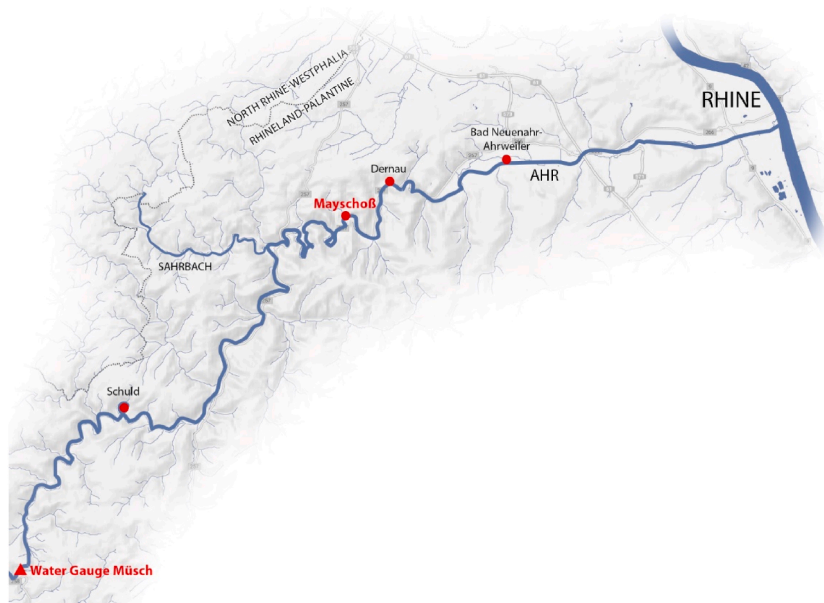 NORTH RHINE-WESTPHALIA
RHINELAND-PALANTINE
RHINE
Bad Neuenahr-
Ahrweiler
Dernau
AHR
Mayschoß
SAHRBACH
Schuld
Water Gauge Müsch